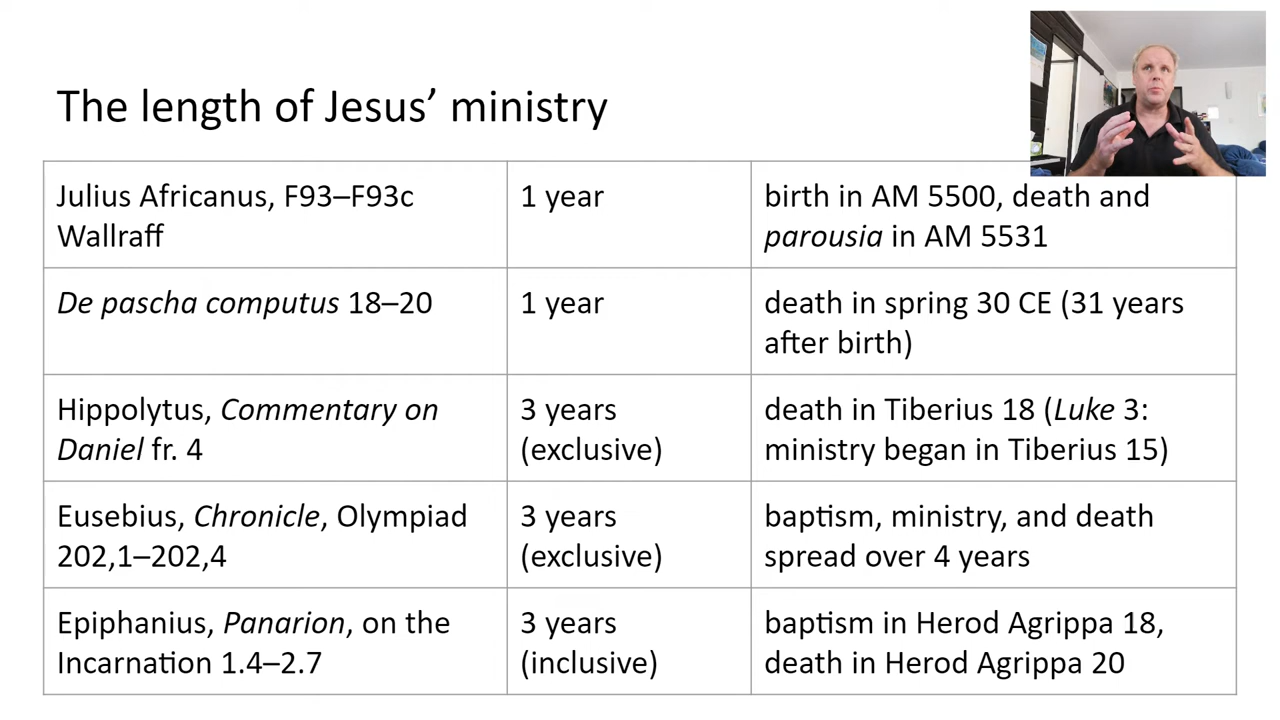 The length of Jesus’ ministry
Julius Africanus, F93–F93c
Wallraff
1 year
birth in AM 5500, death and
parousia in AM 5531
De pascha computus 18–20
1 year
death in spring 30 CE (31 years
after birth)
Hippolytus, Commentary on
Daniel fr. 4
3 years
(exclusive)
death in Tiberius 18 (Luke 3:
ministry began in Tiberius 15)
Eusebius, Chronicle, Olympiad
202,1–202,4
3 years
(exclusive)
baptism, ministry, and death
spread over 4 years
Epiphanius, Panarion, on the
Incarnation 1.4–2.7
3 years
(inclusive)
baptism in Herod Agrippa 18,
death in Herod Agrippa 20